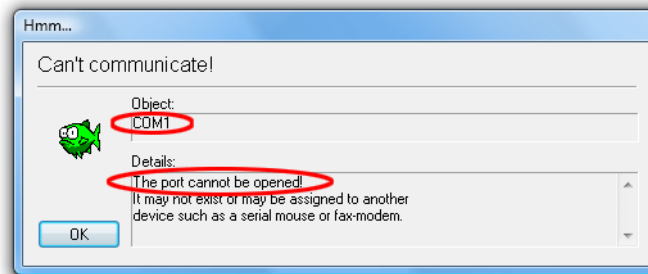 Hmm...
Can't communicate!
Object:
COM1
Details:
The port cannot be opened!
It may not exist or may be assigned to another
device such as a serial mouse or fax-modem.
OK